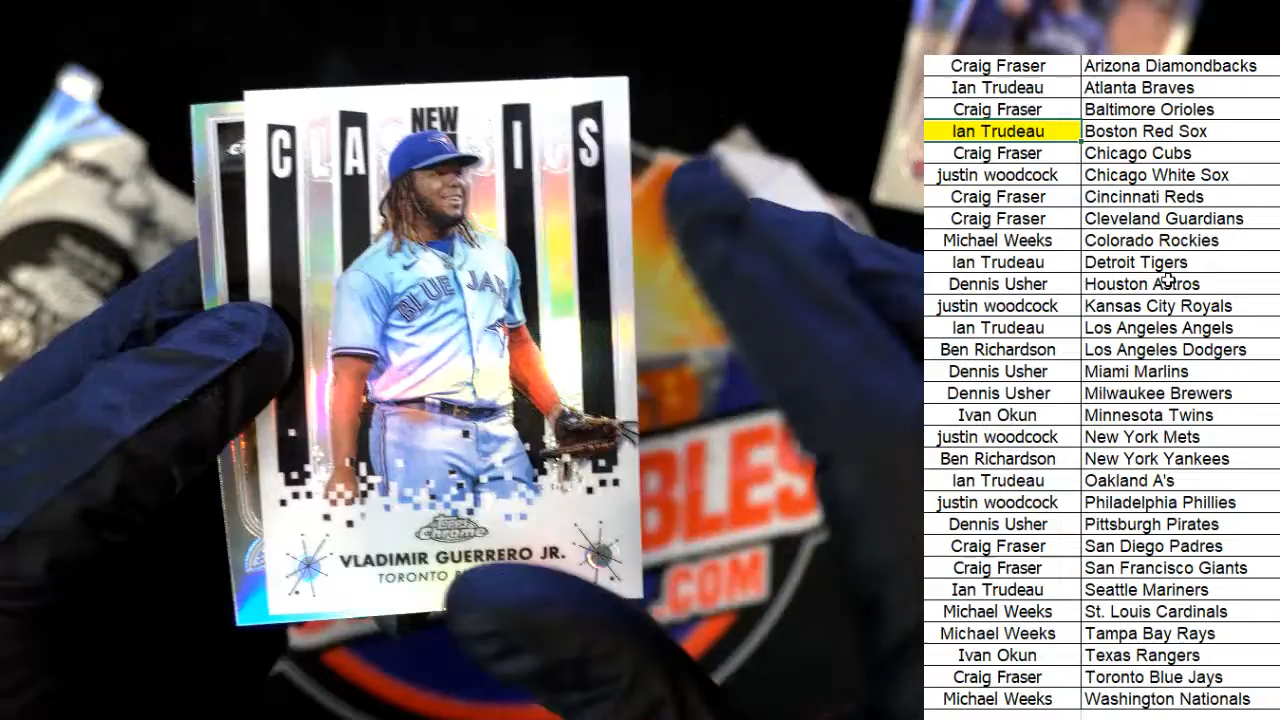 NEW
CLASSICS
BLUE JAYS
Topps
Chrome
VLADIMIR GUERRERO JR.
TORONTO
BLES
.COM
Craig Fraser Arizona Diamondbacks
Ian Trudeau Atlanta Braves
Craig Fraser Baltimore Orioles
Ian Trudeau Boston Red Sox
Craig Fraser Chicago Cubs
justin woodcock Chicago White Sox
Craig Fraser Cincinnati Reds
Craig Fraser Cleveland Guardians
Michael Weeks Colorado Rockies
Ian Trudeau Detroit Tigers
Dennis Usher Houston Astros
justin woodcock Kansas City Royals
Ian Trudeau Los Angeles Angels
Ben Richardson Los Angeles Dodgers
Dennis Usher Miami Marlins
Dennis Usher Milwaukee Brewers
Ivan Okun Minnesota Twins
justin woodcock New York Mets
Ben Richardson New York Yankees
Ian Trudeau Oakland A's
justin woodcock Philadelphia Phillies
Dennis Usher Pittsburgh Pirates
Craig Fraser San Diego Padres
Craig Fraser San Francisco Giants
Ian Trudeau Seattle Mariners
Michael Weeks St. Louis Cardinals
Michael Weeks Tampa Bay Rays
Ivan Okun Texas Rangers
Craig Fraser Toronto Blue Jays
Michael Weeks Washington Nationals